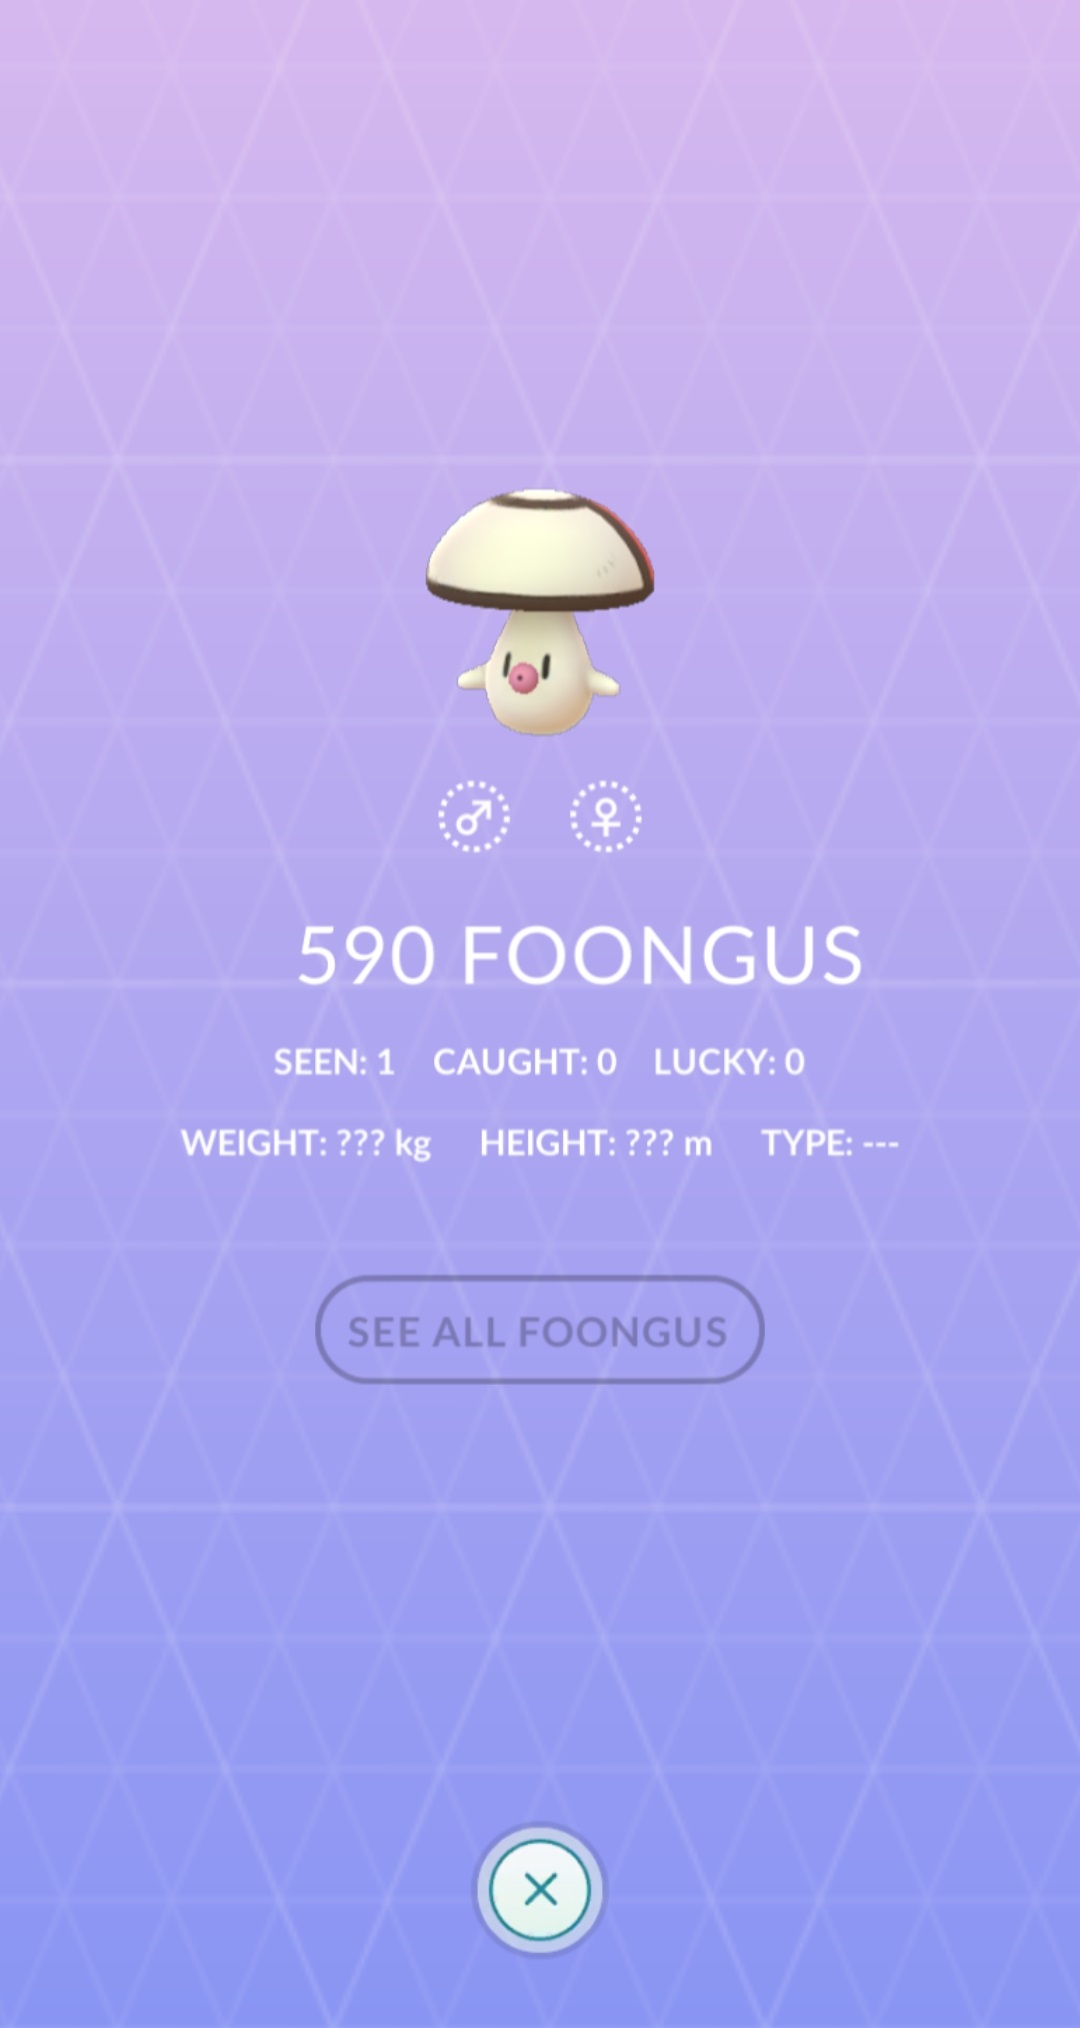 590 FOONGUS
SEEN: 1 CAUGHT: 0 LUCKY: 0
WEIGHT: ??? kg HEIGHT: ??? m TYPE: ---
SEE ALL FOONGUS